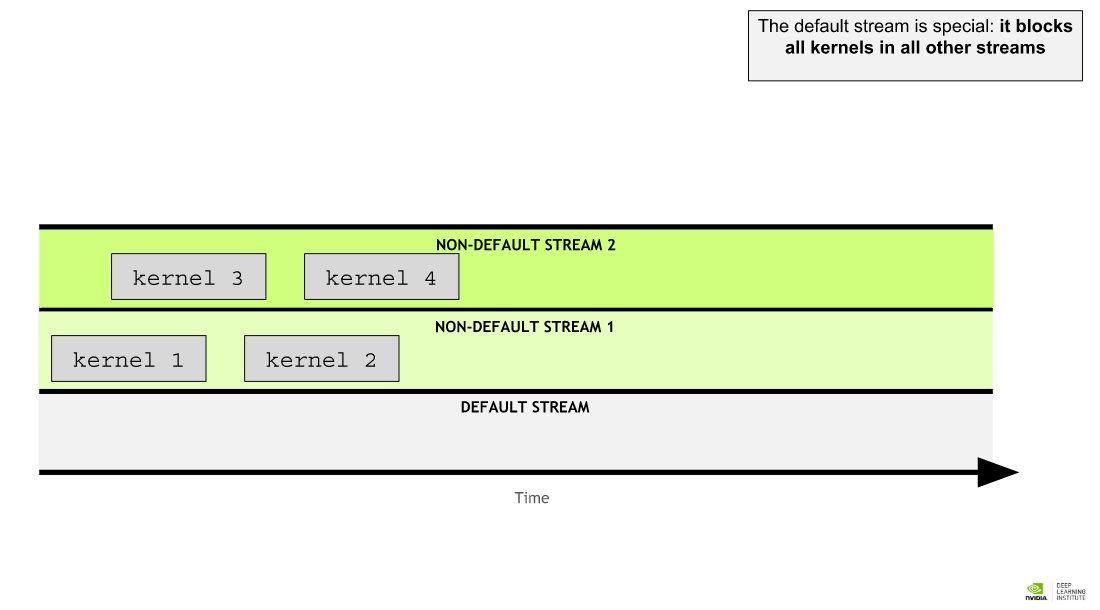 The default stream is special: it blocks
all kernels in all other streams
NON-DEFAULT STREAM 2
kernel 3
kernel 4
NON-DEFAULT STREAM 1
kernel 1
kernel 2
DEFAULT STREAM
Time
NVIDIA
DEEP
LEARNING
INSTITUTE